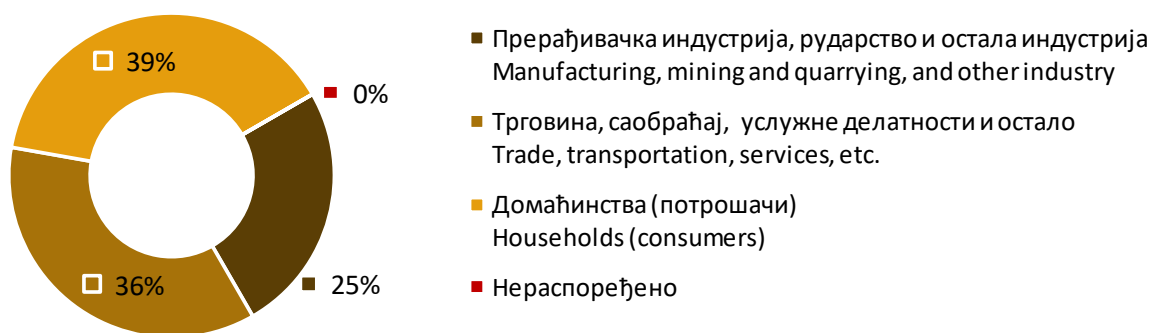 39%
0%
36%
25%
Прерађивачка индустрија, рударство и остала индустрија
Manufacturing, mining and quarrying, and other industry
Трговина, саобраћај, услужне делатности и остало
Trade, transportation, services, etc.
Домаћинства (потрошачи)
Households (consumers)
Нераспоређено